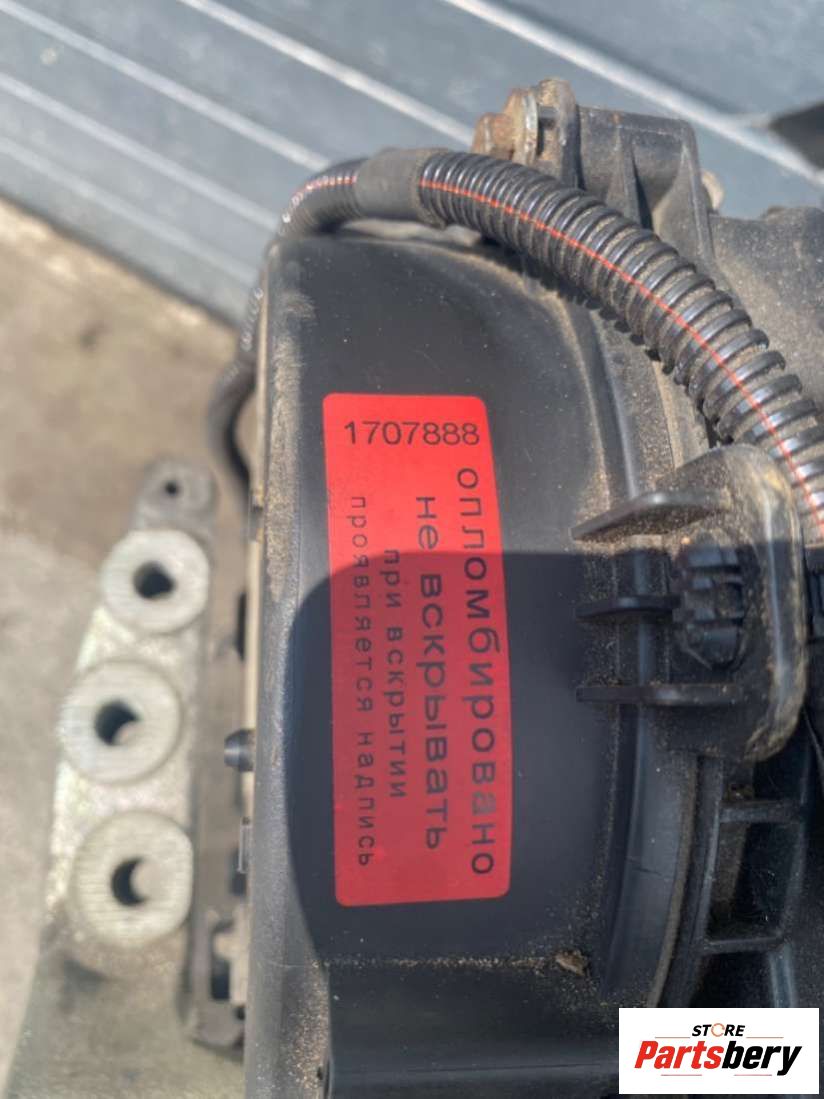 1707888
опломбировано
не вскрывать
при вскрытии
проявляется надпись
STORE
Partsbery